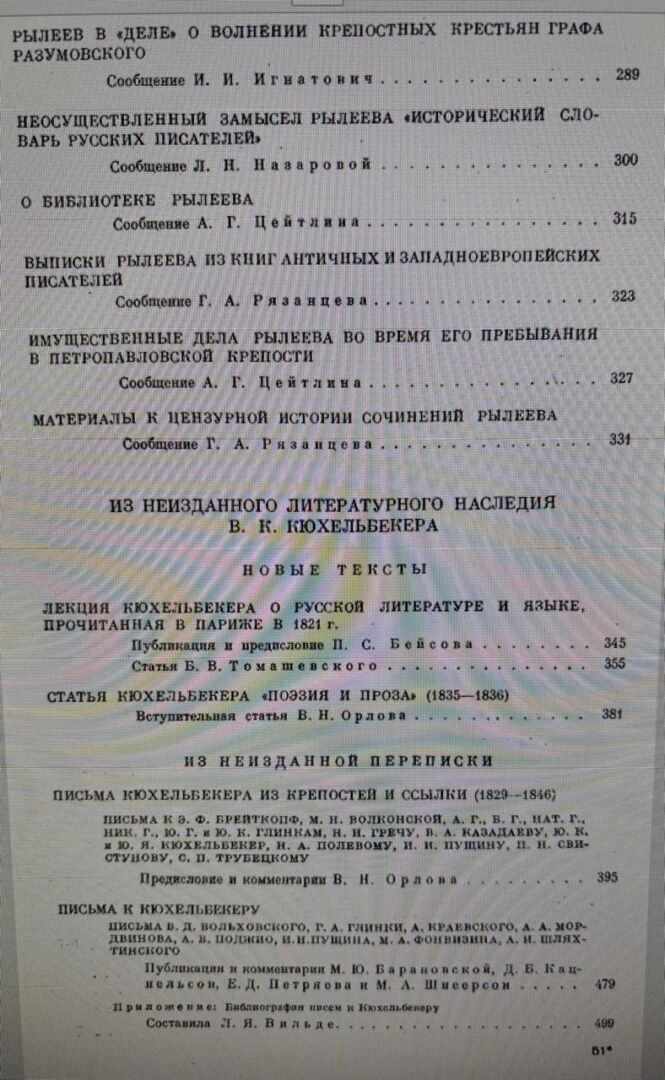 РЫЛЕЕВ В «ДЕЛЕ» О ВОЛНЕНИИ КРЕПОСТНЫХ КРЕСТЬЯН ГРАФА
РАЗУМОВСКОГО
Сообщение И. И. Игнатович . . . . . . . . . . . . . . . 289
НЕОСУЩЕСТВЛЕННЫЙ ЗАМЫСЕЛ РЫЛЕЕВА «ИСТОРИЧЕСКИЙ СЛО-
ВАРЬ РУССКИХ ПИСАТЕЛЕЙ»
Сообщение Л. Н. Назаровой . . . . . . . . . . . . . . . 300
О БИБЛИОТЕКЕ РЫЛЕЕВА
Сообщение А. Г. Цейтлина . . . . . . . . . . . . . . . 315
ВЫПИСКИ РЫЛЕЕВА ИЗ КНИГ АНТИЧНЫХ И ЗАПАДНОЕВРОПЕЙСКИХ
ПИСАТЕЛЕЙ
Сообщение Г. А. Рязанцева . . . . . . . . . . . . . . . 323
ИМУЩЕСТВЕННЫЕ ДЕЛА РЫЛЕЕВА ВО ВРЕМЯ ЕГО ПРЕБЫВАНИЯ
В ПЕТРОПАВЛОВСКОЙ КРЕПОСТИ
Сообщение А. Г. Цейтлина . . . . . . . . . . . . . . . 327
МАТЕРИАЛЫ К ЦЕНЗУРНОЙ ИСТОРИИ СОЧИНЕНИЙ РЫЛЕЕВА
Сообщение Г. А. Рязанцева . . . . . . . . . . . . . . . 331
ИЗ НЕИЗДАННОГО ЛИТЕРАТУРНОГО НАСЛЕДИЯ
В. К. КЮХЕЛЬБЕКЕРА
НОВЫЕ ТЕКСТЫ
ЛЕКЦИЯ КЮХЕЛЬБЕКЕРА О РУССКОЙ ЛИТЕРАТУРЕ И ЯЗЫКЕ,
ПРОЧИТАННАЯ В ПАРИЖЕ В 1821 г.
Публикация и предисловие П. С. Бейсова . . . . . . . . 345
Статья Б. В. Томашевского . . . . . . . . . . . . . . 355
СТАТЬЯ КЮХЕЛЬБЕКЕРА «ПОЭЗИЯ И ПРОЗА» (1835—1836)
Вступительная статья В. Н. Орлова . . . . . . . . . . . . 381
ИЗ НЕИЗДАННОЙ ПЕРЕПИСКИ
ПИСЬМА КЮХЕЛЬБЕКЕРА ИЗ КРЕПОСТЕЙ И ССЫЛКИ (1829—1846)
ПИСЬМА К Э. Ф. БРЕЙТКОПФ, М. Н. ВОЛКОНСКОЙ, А. Г., Б. Г., НАТ. Г.,
НИК. Г., Ю. Г. и Ю. К. ГЛИНКАМ, Н. И. ГРЕЧУ, В. А. КАЗАДАЕВУ, Ю. К.
и Ю. Я. КЮХЕЛЬБЕКЕР, Н. А. ПОЛЕВОМУ, И. И. ПУЩИНУ, П. Н. СВИ-
СТУНОВУ, С. П. ТРУБЕЦКОМУ
Предисловие и комментарии В. Н. Орлова . . . . . . . . . 395
ПИСЬМА К КЮХЕЛЬБЕКЕРУ
ПИСЬМА В. Д. ВОЛЬХОВСКОГО, Г. А. ГЛИНКИ, А. КРАЕВСКОГО, А. А. МОР-
ДВИНОВА, А. В. ПОДЖИО, И. И. ПУЩИНА, М. А. ФОНВИЗИНА, А. И. ШЛЯХ-
ТИНСКОГО
Публикация и комментарии М. Ю. Барановской, Д. Б. Кац-
нельсон, Е. Д. Петряева и М. А. Шнеерсон . . . . . 479
Приложение: Библиография писем к Кюхельбекеру
Составила Л. Я. Вильде. . . . . . . . . . . . . . . . 499
51*